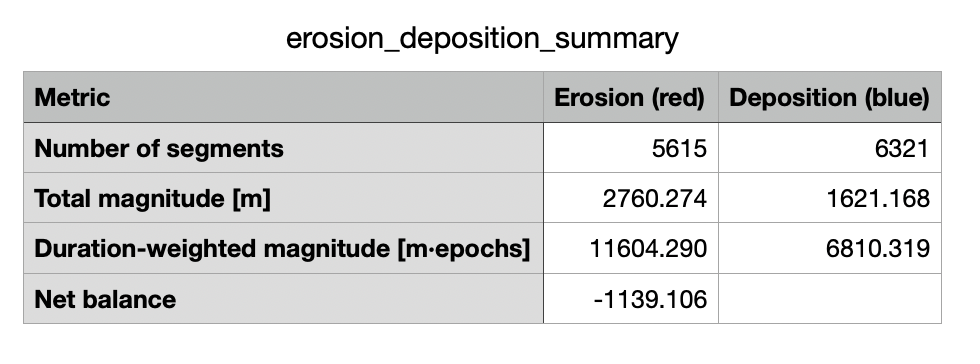 erosion_deposition_summary
Metric Erosion (red) Deposition (blue)
Number of segments 5615 6321
Total magnitude [m] 2760.274 1621.168
Duration-weighted magnitude [m·epochs] 11604.290 6810.319
Net balance -1139.106